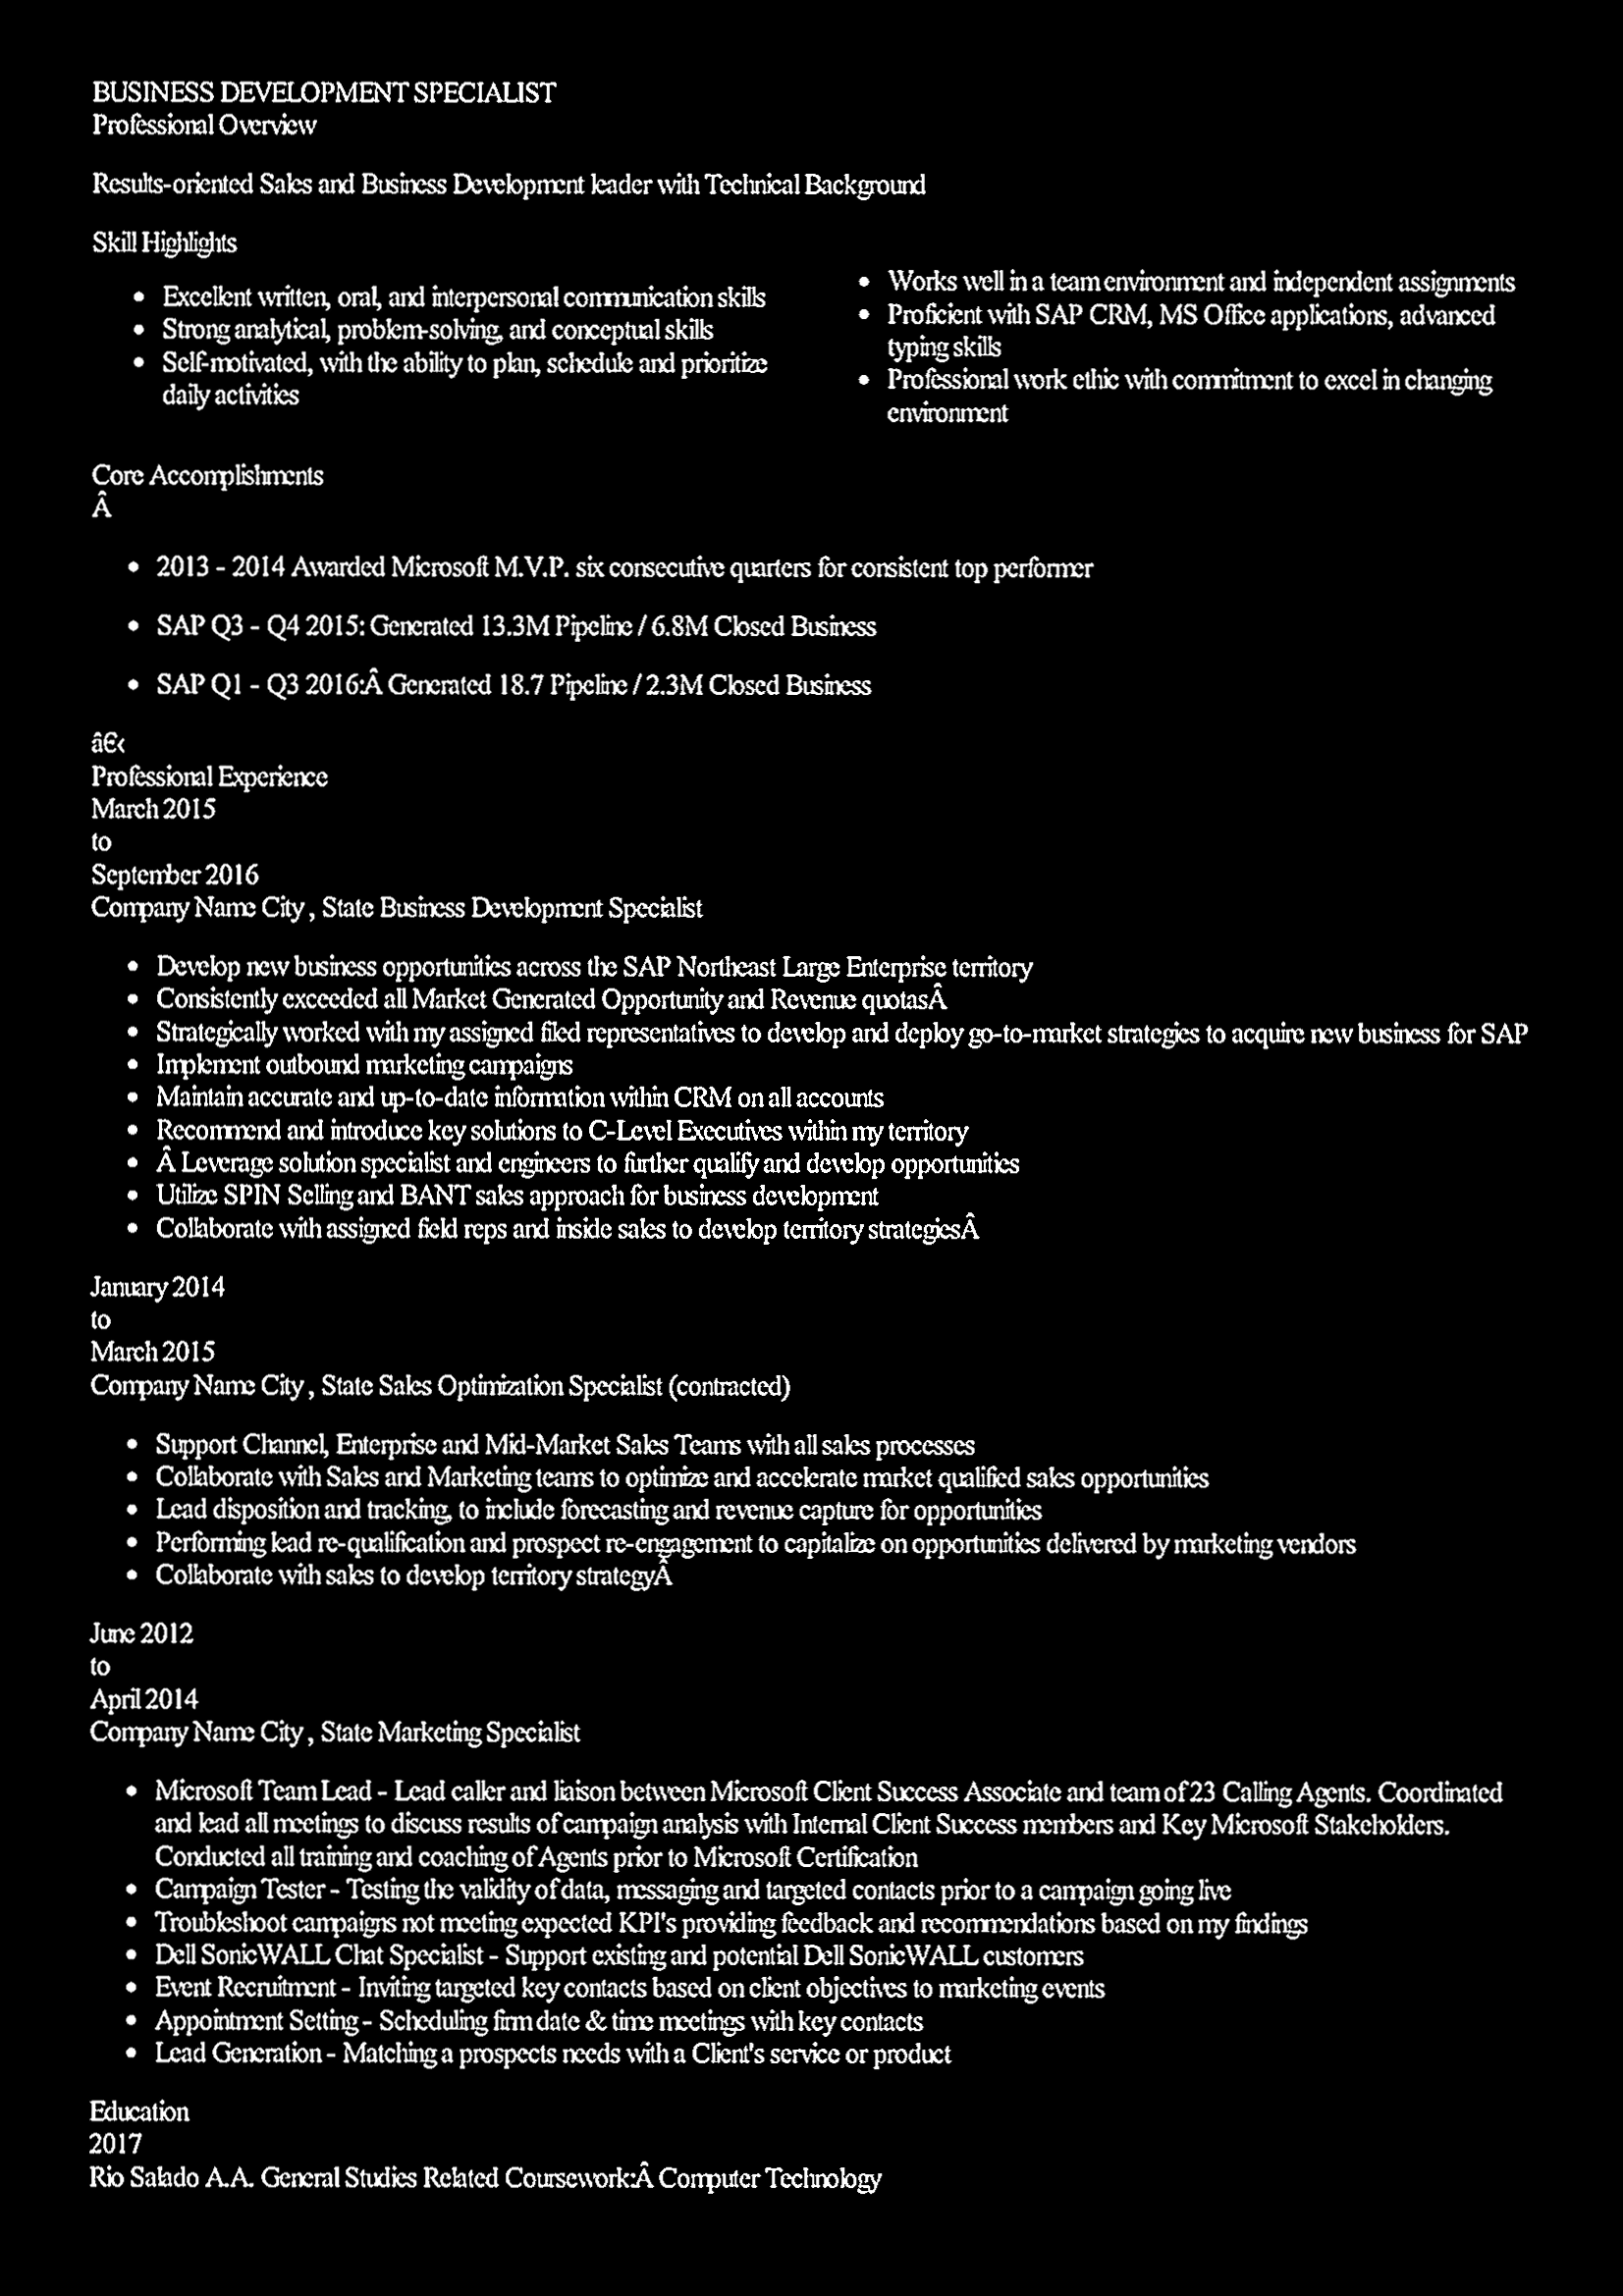 BUSINESS DEVELOPMENT SPECIALIST
Professional Overview
Results-oriented Sales and Business Development leader with Technical Background
Skill Highlights
• Excellent written, oral, and interpersonal communication skills
• Strong analytical, problem-solving, and conceptual skills
• Self-motivated, with the ability to plan, schedule and prioritize
daily activities
• Works well in a team environment and independent assignments
• Proficient with SAP CRM, MS Office applications, advanced
typing skills
• Professional work ethic with commitment to excel in changing
environment
Core Accomplishments
Â
• 2013 - 2014 Awarded Microsoft M.V.P. six consecutive quarters for consistent top performer
• SAP Q3 - Q4 2015: Generated 13.3M Pipeline / 6.8M Closed Business
• SAP Q1 - Q3 2016:Â Generated 18.7 Pipeline / 2.3M Closed Business
â€‹
Professional Experience
March 2015
to
September 2016
Company Name City , State Business Development Specialist
• Develop new business opportunities across the SAP Northeast Large Enterprise territory
• Consistently exceeded all Market Generated Opportunity and Revenue quotasÂ
• Strategically worked with my assigned filed representatives to develop and deploy go-to-market strategies to acquire new business for SAP
• Implement outbound marketing campaigns
• Maintain accurate and up-to-date information within CRM on all accounts
• Recommend and introduce key solutions to C-Level Executives within my territory
• Â Leverage solution specialist and engineers to further qualify and develop opportunities
• Utilize SPIN Selling and BANT sales approach for business development
• Collaborate with assigned field reps and inside sales to develop territory strategiesÂ
January 2014
to
March 2015
Company Name City , State Sales Optimization Specialist (contracted)
• Support Channel, Enterprise and Mid-Market Sales Teams with all sales processes
• Collaborate with Sales and Marketing teams to optimize and accelerate market qualified sales opportunities
• Lead disposition and tracking, to include forecasting and revenue capture for opportunities
• Performing lead re-qualification and prospect re-engagement to capitalize on opportunities delivered by marketing vendors
• Collaborate with sales to develop territory strategyÂ
June 2012
to
April 2014
Company Name City , State Marketing Specialist
• Microsoft Team Lead - Lead caller and liaison between Microsoft Client Success Associate and team of 23 Calling Agents. Coordinated
and lead all meetings to discuss results of campaign analysis with Internal Client Success members and Key Microsoft Stakeholders.
Conducted all training and coaching of Agents prior to Microsoft Certification
• Campaign Tester - Testing the validity of data, messaging and targeted contacts prior to a campaign going live
• Troubleshoot campaigns not meeting expected KPI's providing feedback and recommendations based on my findings
• Dell SonicWALL Chat Specialist - Support existing and potential Dell SonicWALL customers
• Event Recruitment - Inviting targeted key contacts based on client objectives to marketing events
• Appointment Setting - Scheduling firm date & time meetings with key contacts
• Lead Generation - Matching a prospects needs with a Client's service or product
Education
2017
Rio Salado A.A. General Studies Related Coursework:Â Computer Technology